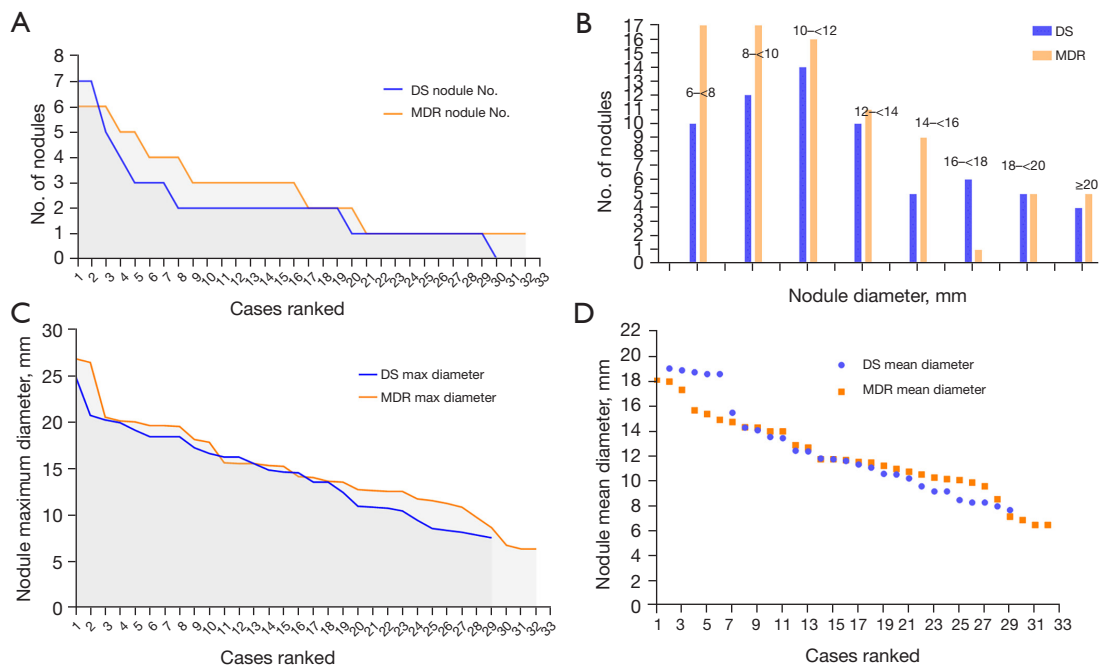 A
No. of nodules
8
7
6
5
4
3
2
1
0
DS nodule No.
MDR nodule No.
1 2 3 4 5 6 7 8 9 10 11 12 13 14 15 16 17 18 19 20 21 22 23 24 25 26 27 28 29 30 31 32 33
Cases ranked
B
No. of nodules
17
16
15
14
13
12
11
10
9
8
7
6
5
4
3
2
1
0
DS
MDR
6–<8
8–<10
10–<12
12–<14
14–<16
16–<18
18–<20
≥20
Nodule diameter, mm
C
Nodule maximum diameter, mm
30
25
20
15
10
5
0
DS max diameter
MDR max diameter
1 2 3 4 5 6 7 8 9 10 11 12 13 14 15 16 17 18 19 20 21 22 23 24 25 26 27 28 29 30 31 32 33
Cases ranked
D
Nodule mean diameter, mm
22
20
18
16
14
12
10
8
6
4
2
0
DS mean diameter
MDR mean diameter
1 3 5 7 9 11 13 15 17 19 21 23 25 27 29 31 33
Cases ranked